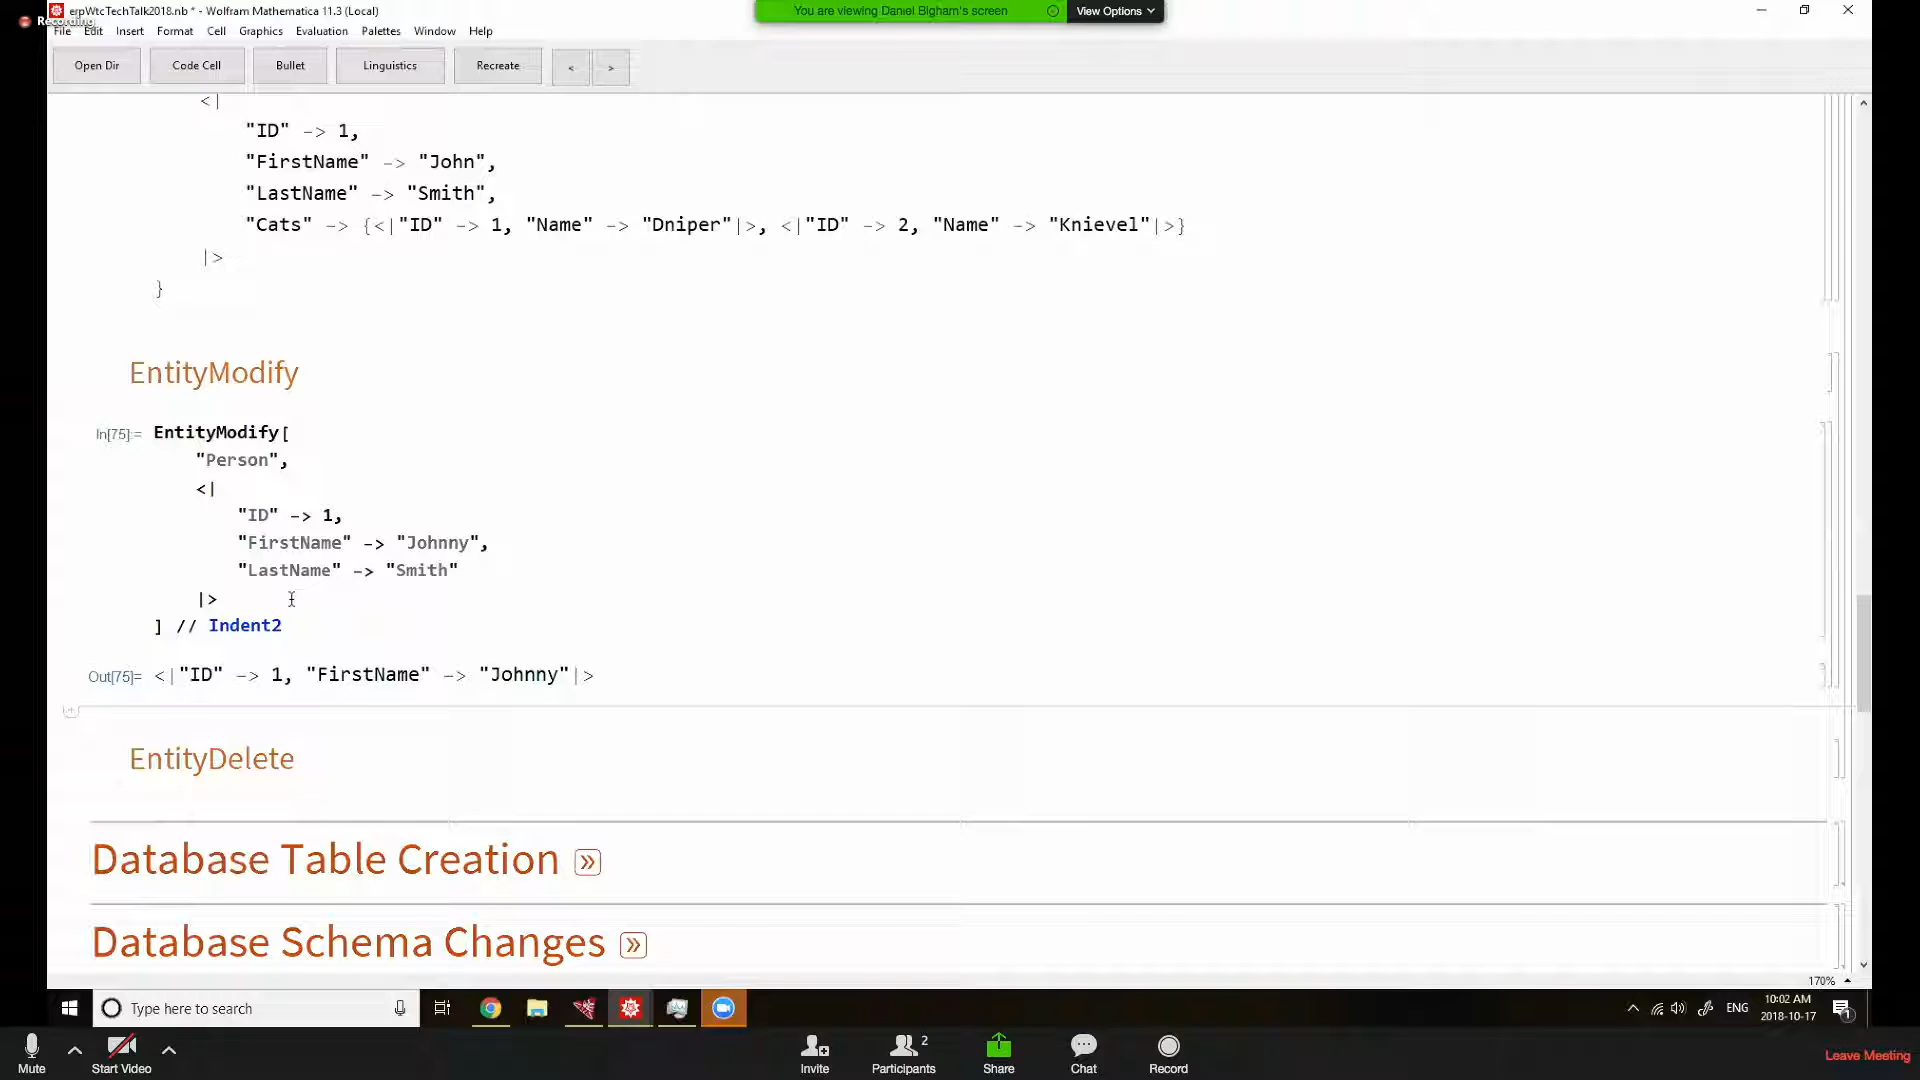 Recording
erpWtcTechTalk2018.nb * - Wolfram Mathematica 11.3 (Local)
You are viewing Daniel Bigham's screen
View Options
File Edit Insert Format Cell Graphics Evaluation Palettes Window Help
Open Dir Code Cell Bullet Linguistics Recreate < >
<|
"ID" -> 1,
"FirstName" -> "John",
"LastName" -> "Smith",
"Cats" -> {<|"ID" -> 1, "Name" -> "Dniper"|>, <|"ID" -> 2, "Name" -> "Knievel"|>}
|>
}
EntityModify
In[75]:= EntityModify[
"Person",
<|
"ID" -> 1,
"FirstName" -> "Johnny",
"LastName" -> "Smith"
|>
] // Indent2
Out[75]= <|"ID" -> 1, "FirstName" -> "Johnny"|>
EntityDelete
Database Table Creation »
Database Schema Changes »
170%
Type here to search
ENG
10:02 AM
2018-10-17
1
Mute
Start Video
Invite
Participants 2
Share
Chat
Record
Leave Meeting